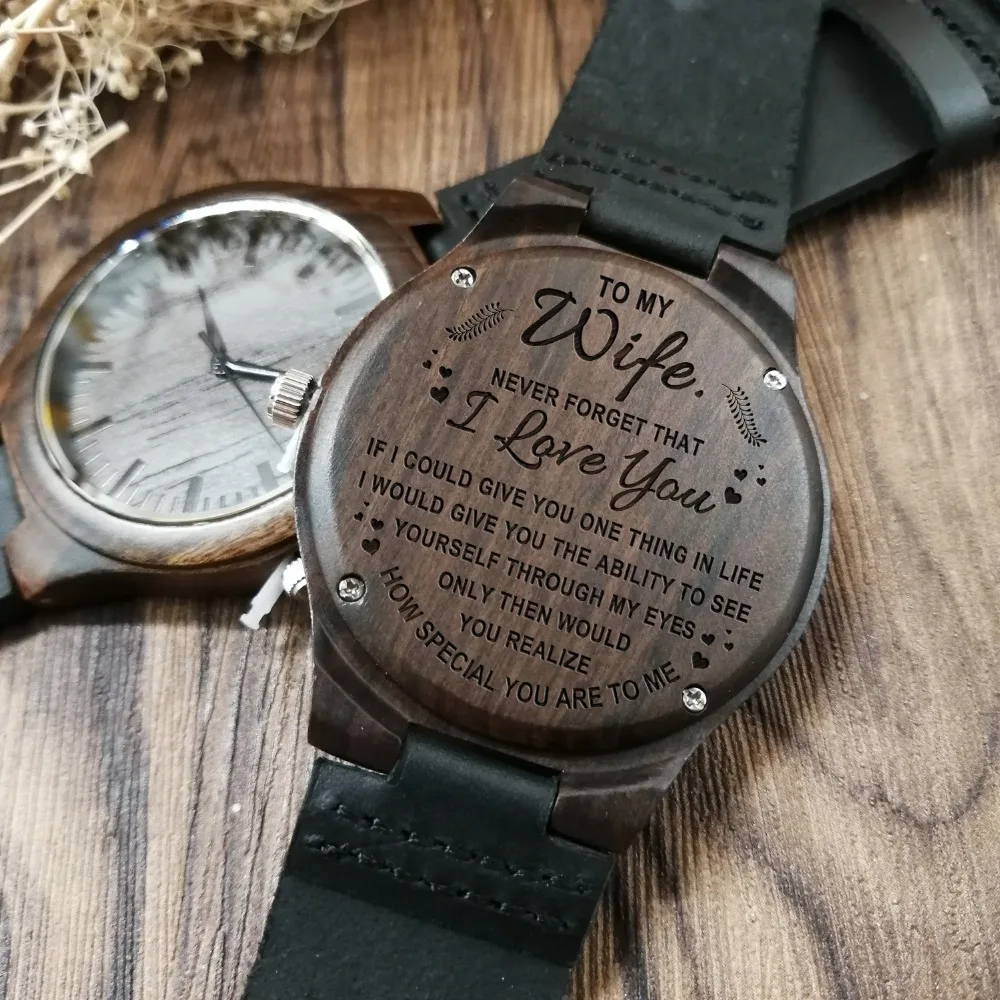 TO MY
Wife.
NEVER FORGET THAT
I Love You
IF I COULD GIVE YOU ONE THING IN LIFE
I WOULD GIVE YOU THE ABILITY TO SEE
YOURSELF THROUGH MY EYES
ONLY THEN WOULD
YOU REALIZE
HOW SPECIAL YOU ARE TO ME